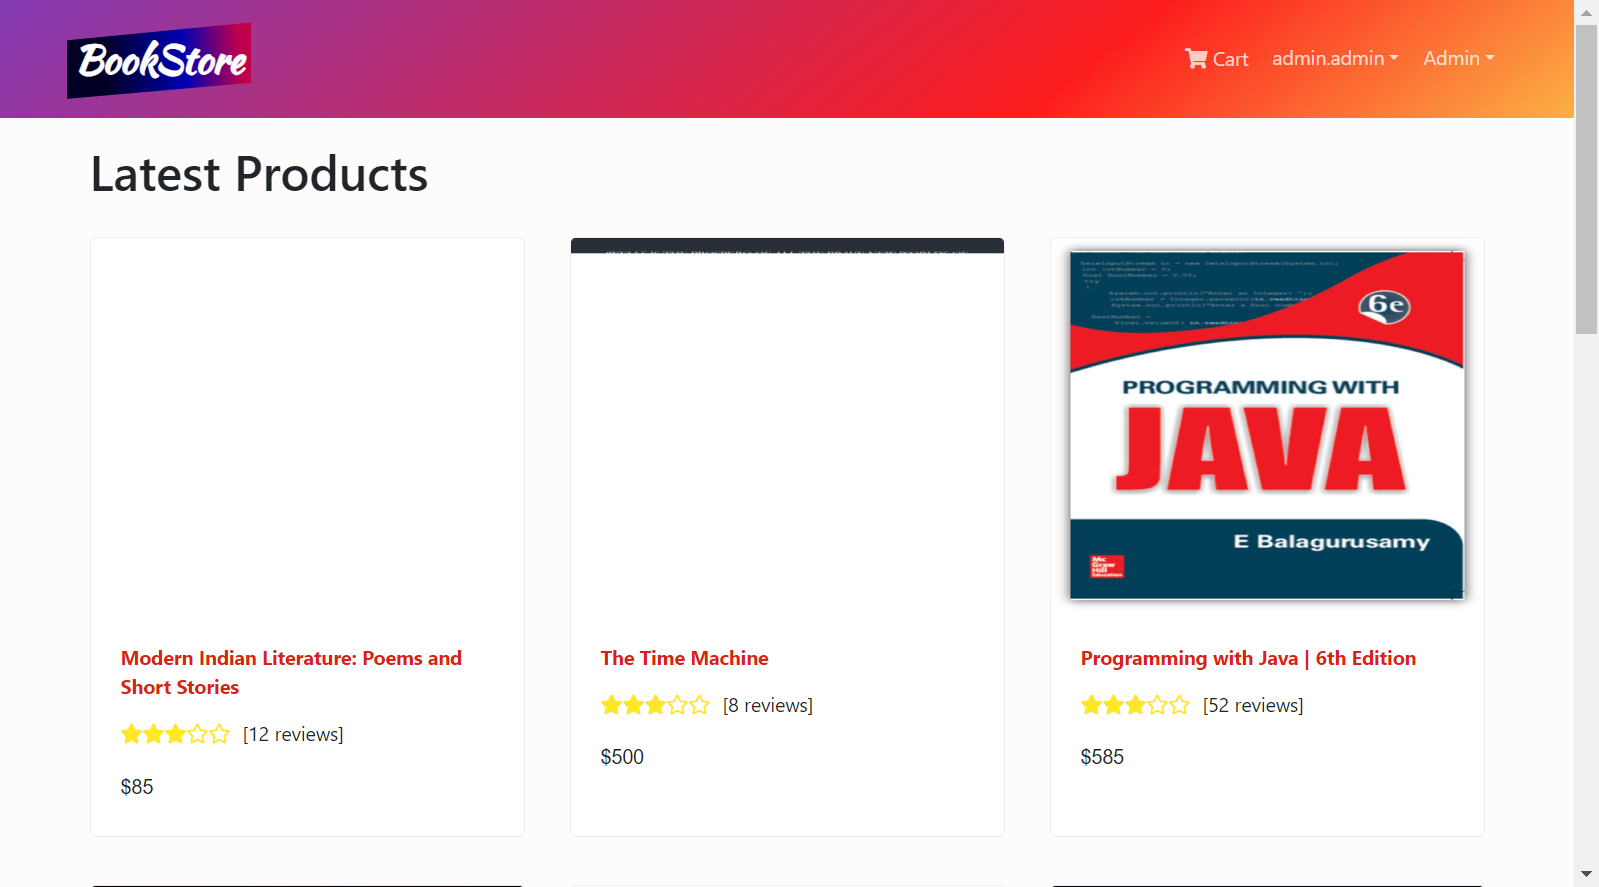 BookStore
Cart
admin.admin
Admin
Latest Products
6e
PROGRAMMING WITH
JAVA
E Balagurusamy
Mc
Graw
Hill
Education
Modern Indian Literature: Poems and
Short Stories
[12 reviews]
$85
The Time Machine
[8 reviews]
$500
Programming with Java | 6th Edition
[52 reviews]
$585